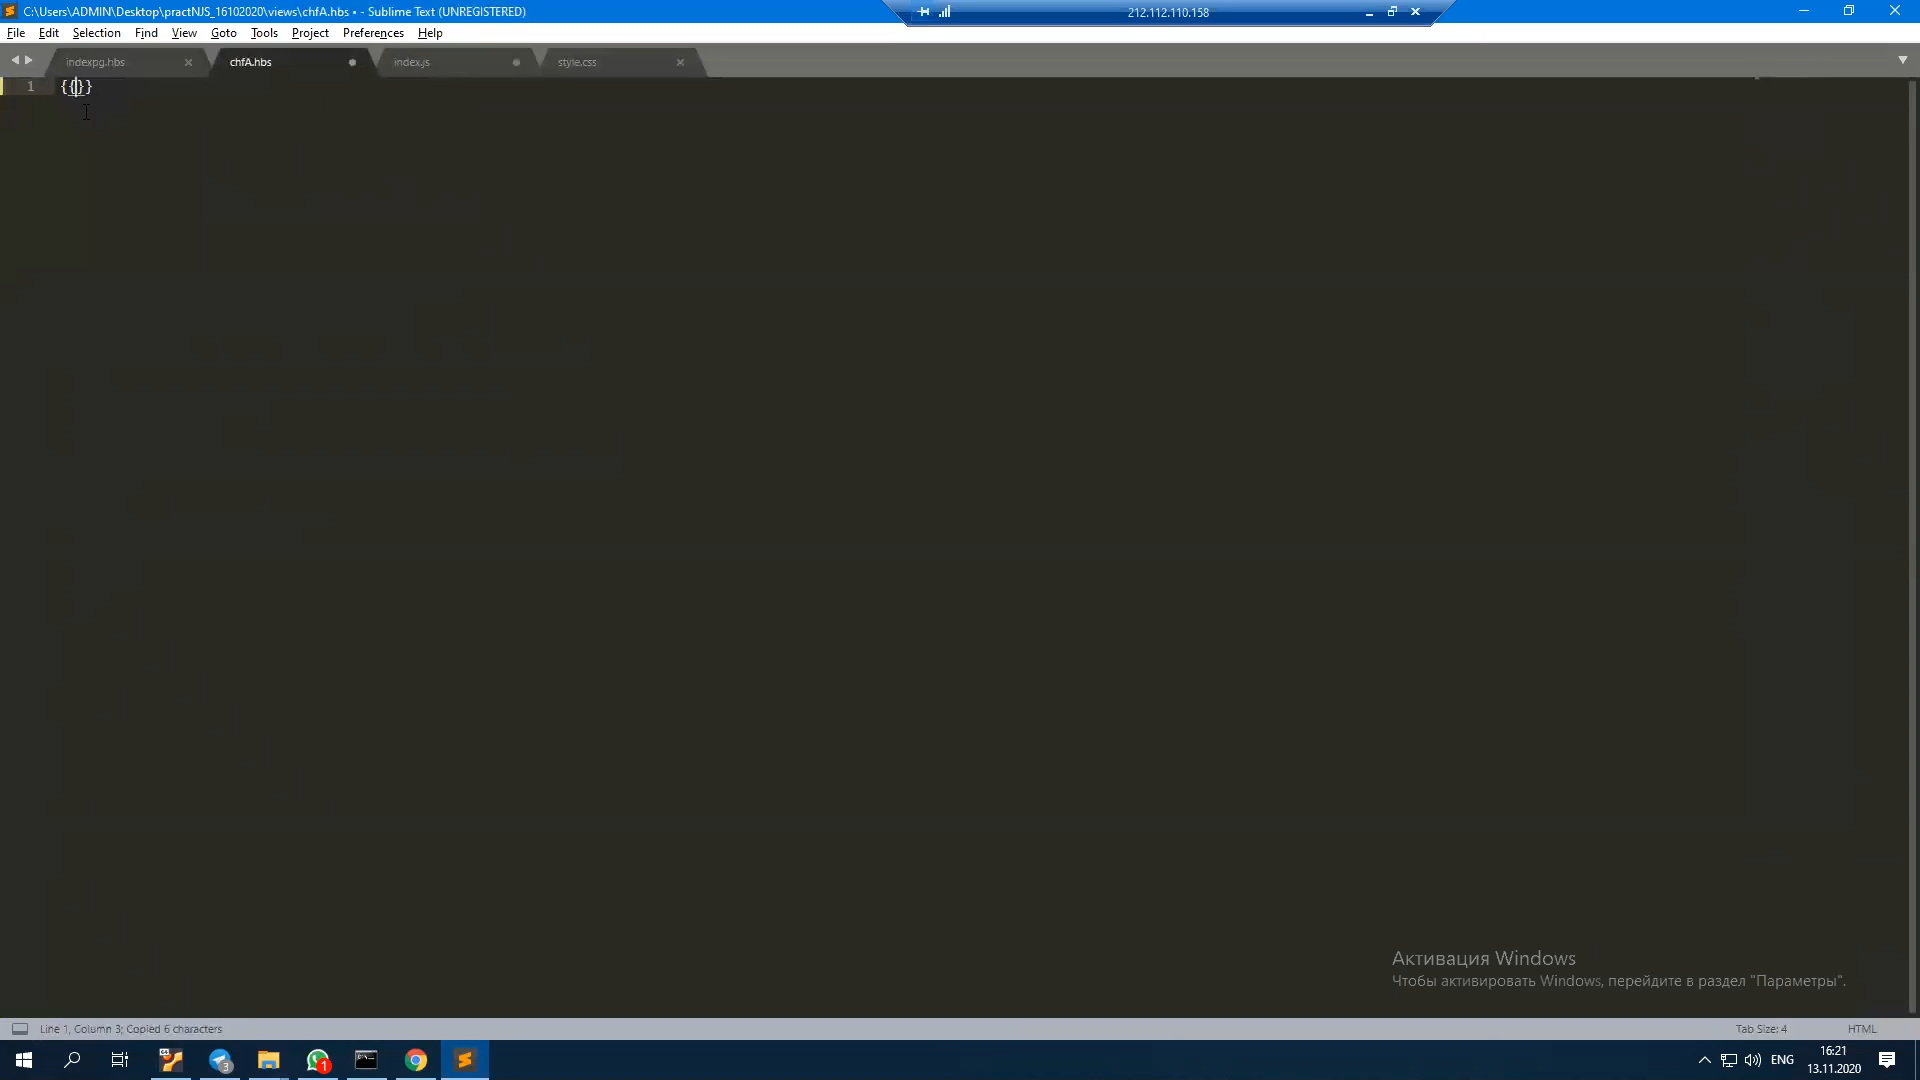 C:\Users\ADMIN\Desktop\practNJS_16102020\views\chfA.hbs • - Sublime Text (UNREGISTERED)
212.112.110.158
File Edit Selection Find View Goto Tools Project Preferences Help
indexpg.hbs chfA.hbs index.js style.css
1 {{}}
Активация Windows
Чтобы активировать Windows, перейдите в раздел "Параметры".
Line 1, Column 3; Copied 6 characters
Tab Size: 4
HTML
64
3
1
ENG
16:21
13.11.2020